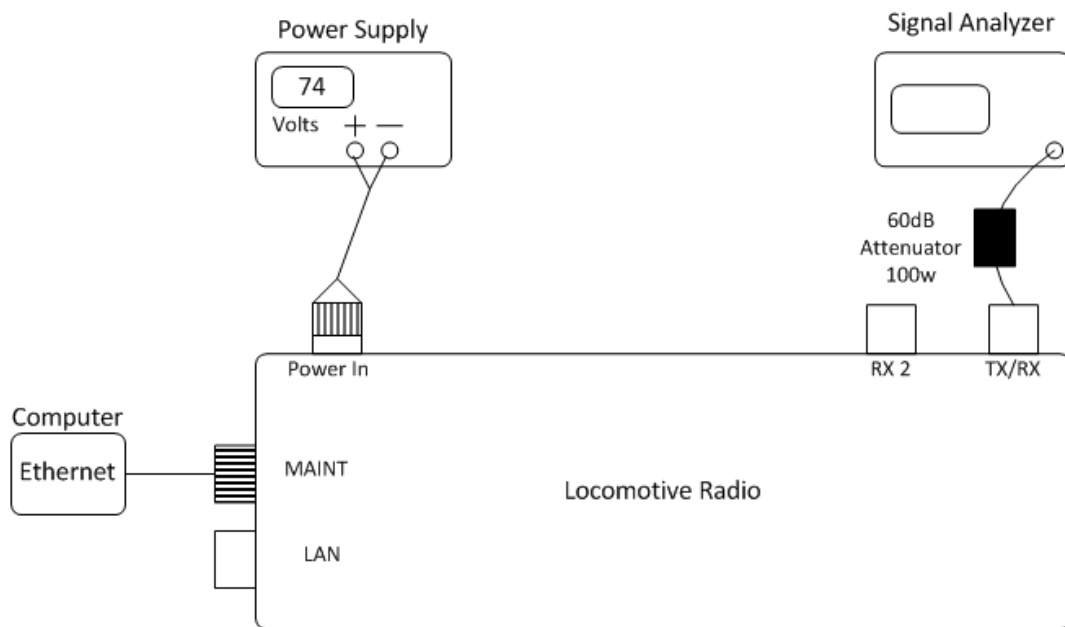 Power Supply
74
Volts + —
Signal Analyzer
60dB
Attenuator
100w
Power In
RX 2
TX/RX
Computer
Ethernet
MAINT
Locomotive Radio
LAN